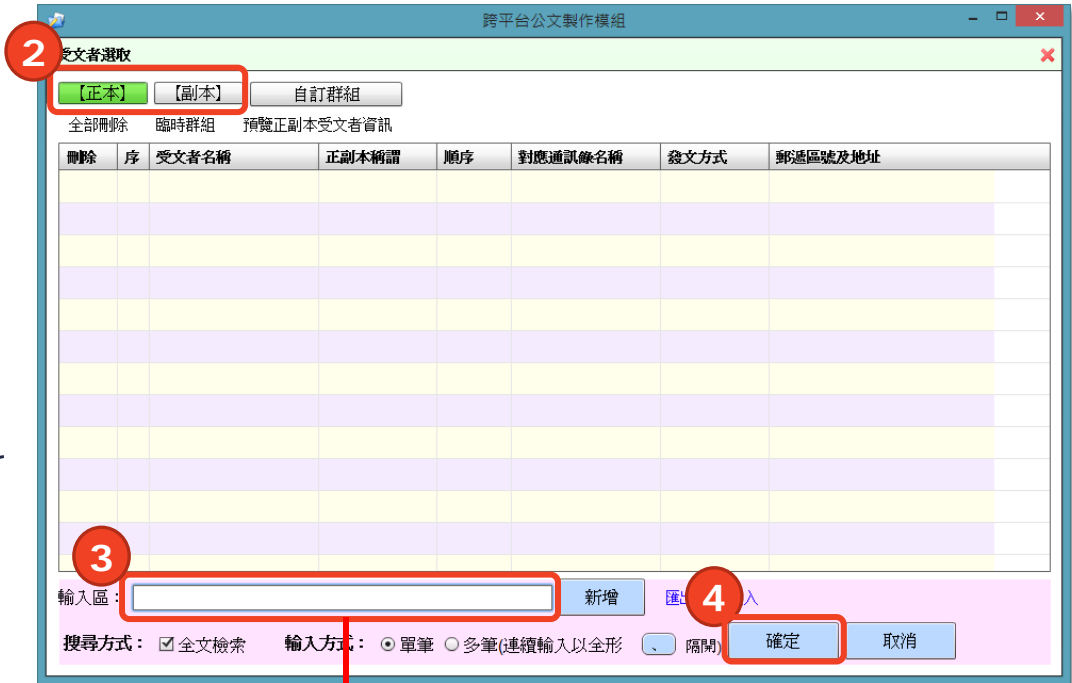 跨平台公文製作模組
2
受文者選取
【正本】 【副本】 自訂群組
全部刪除 臨時群組 預覽正副本受文者資訊
刪除 序 受文者名稱 正副本稱謂 順序 對應通訊錄名稱 發文方式 郵遞區號及地址
3
輸入區： 新增 匯出 入
4
搜尋方式： 全文檢索 輸入方式： 單筆 多筆(連續輸入以全形 、 隔開) 確定 取消